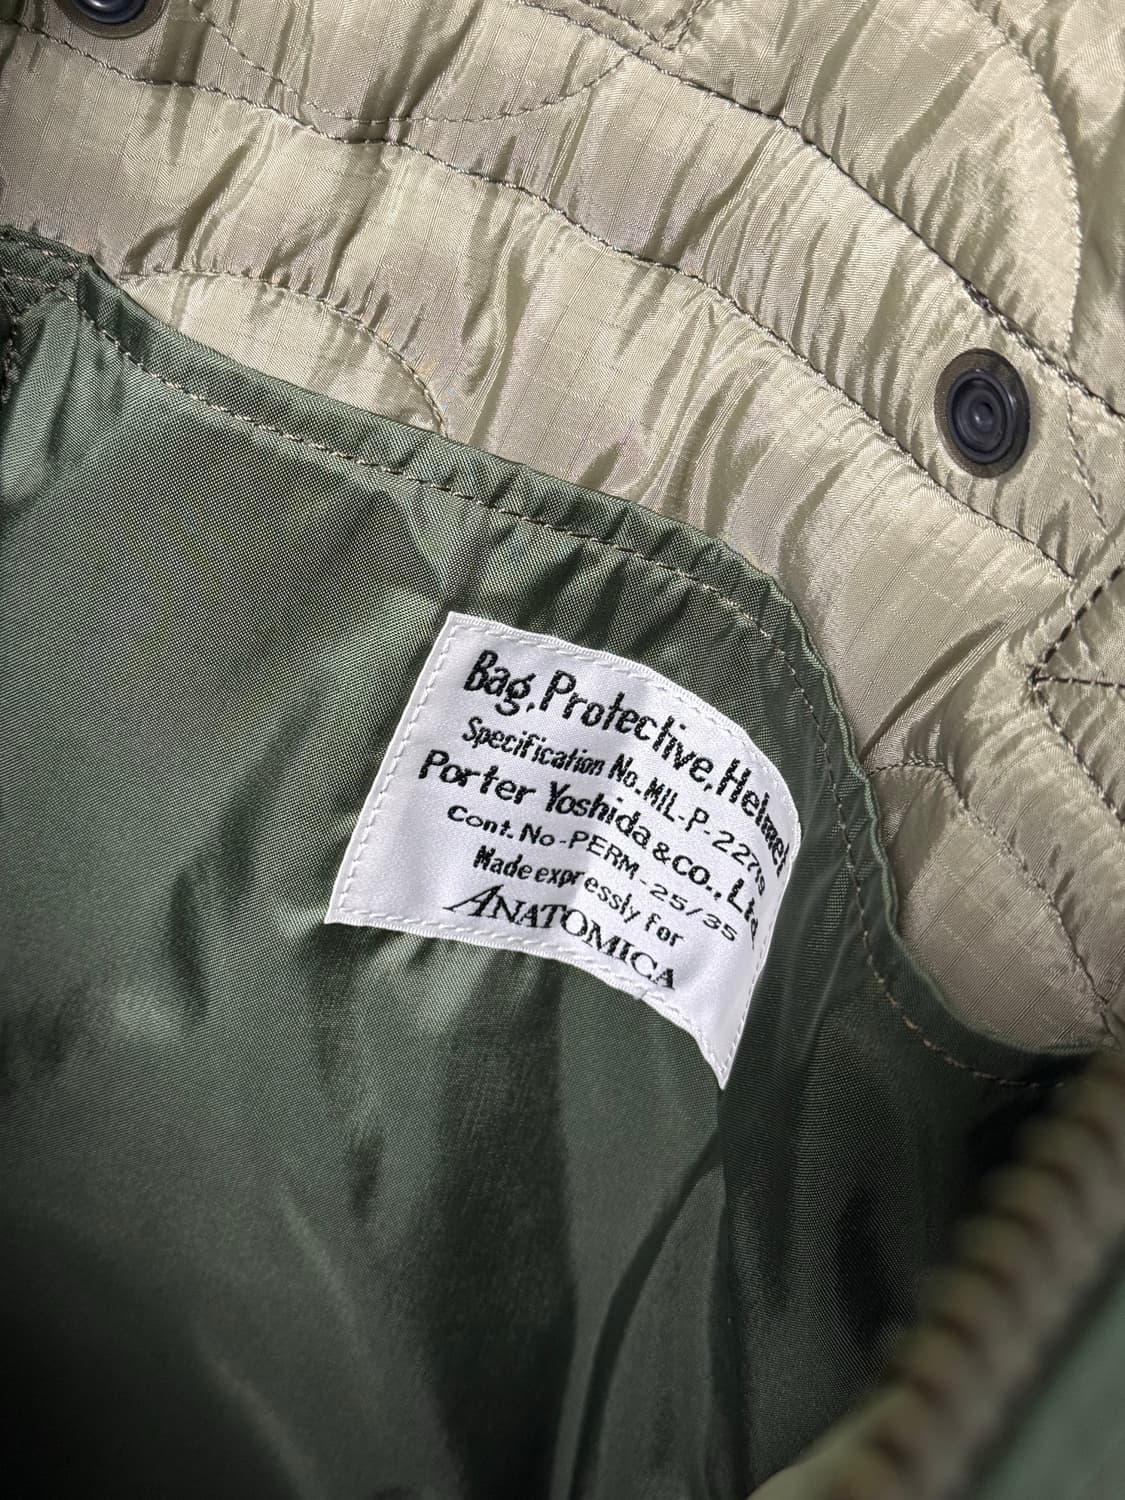 Bag,Protective,Helmet
Specification No.MIL-P-22719
Porter Yoshida &CO.,Ltd.
Cont.No-PERM-25/35
Made expressly for
ANATOMICA